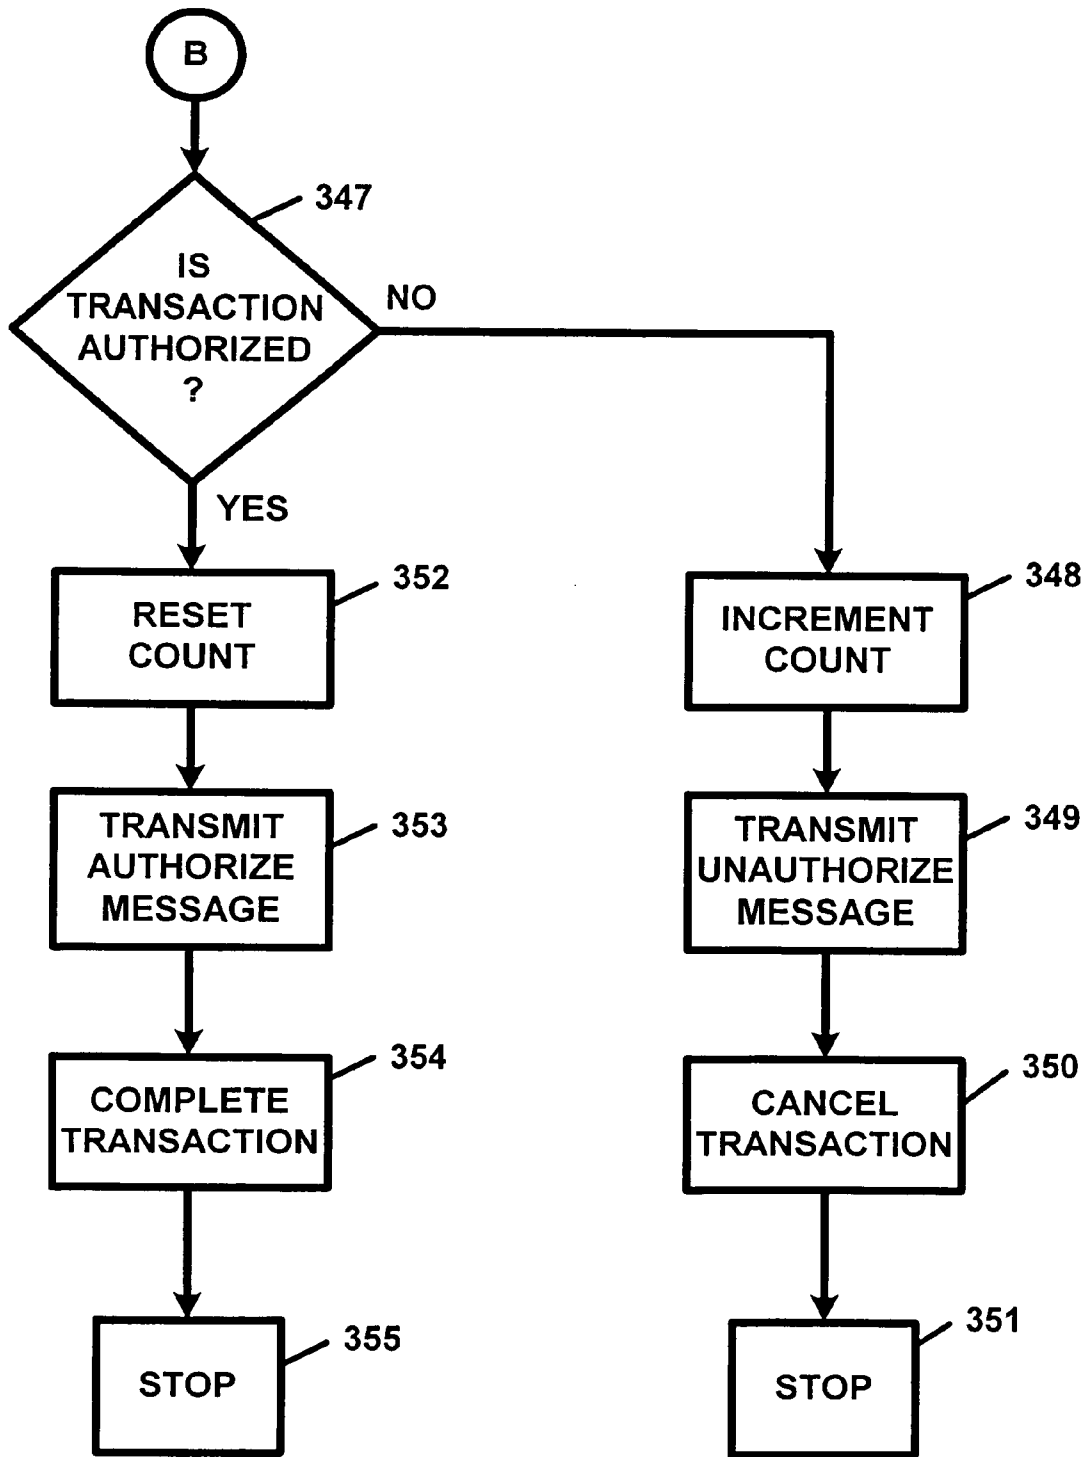 B
347
IS
TRANSACTION
AUTHORIZED
?
NO
YES
352
RESET
COUNT
348
INCREMENT
COUNT
353
TRANSMIT
AUTHORIZE
MESSAGE
349
TRANSMIT
UNAUTHORIZE
MESSAGE
354
COMPLETE
TRANSACTION
350
CANCEL
TRANSACTION
355
STOP
351
STOP